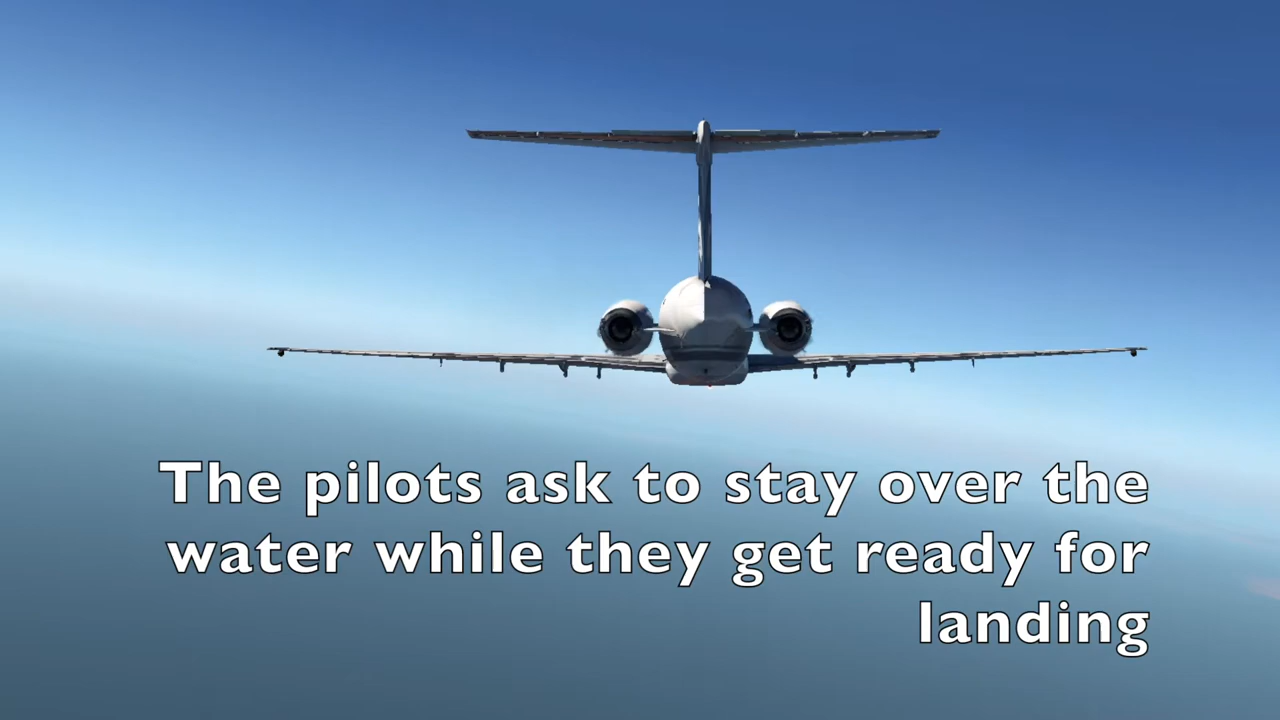 The pilots ask to stay over the
water while they get ready for
landing